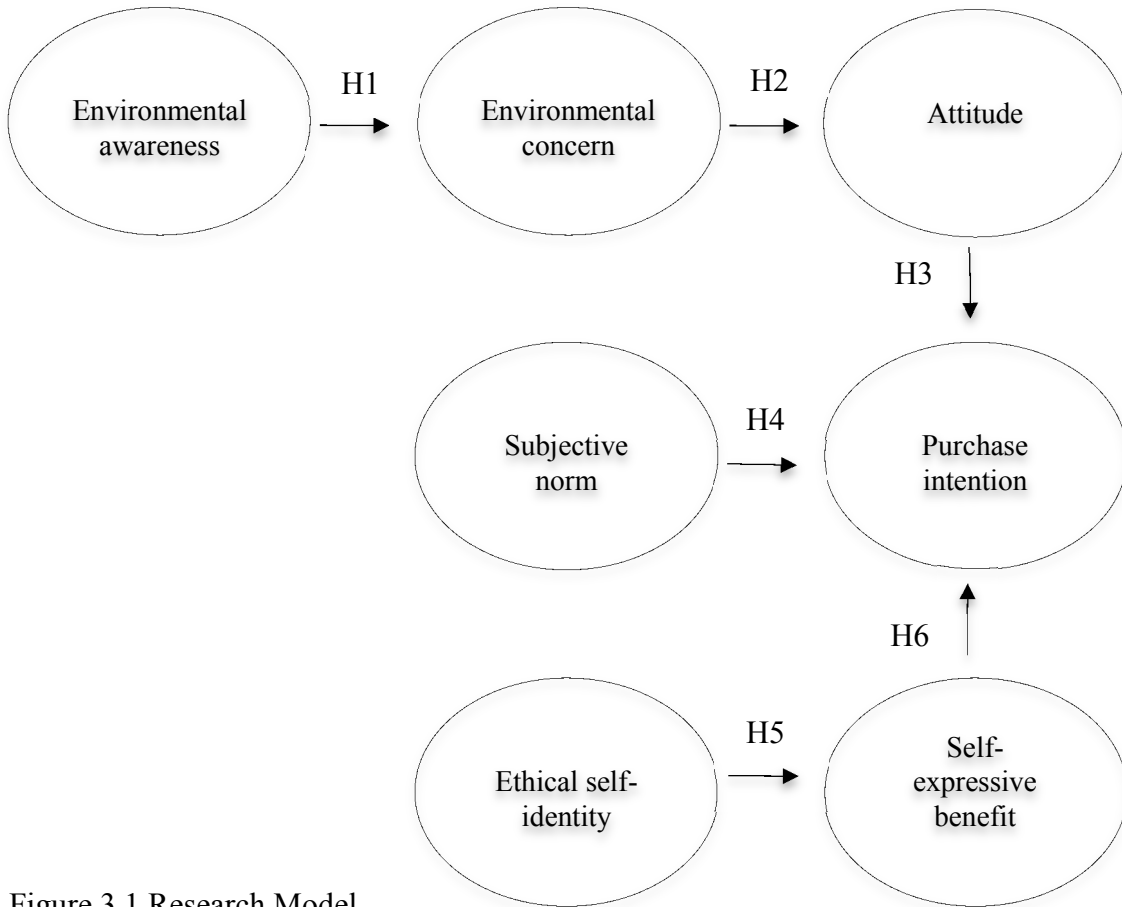 H1
H2
Environmental
awareness
Environmental
concern
Attitude
H3
H4
Subjective
norm
Purchase
intention
H6
H5
Ethical self-
identity
Self-
expressive
benefit
Figure 3.1 Research Model